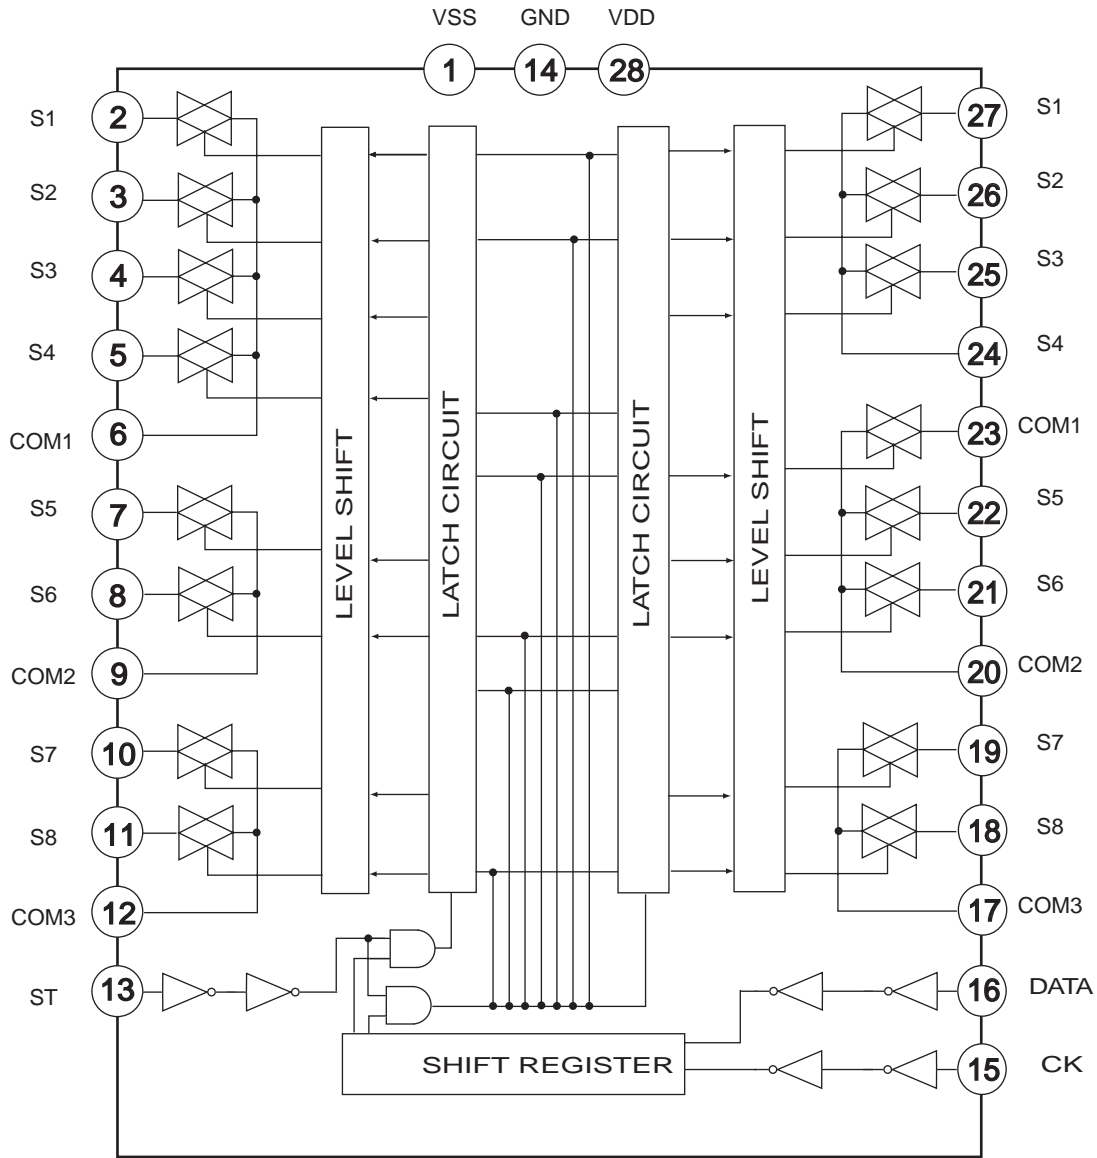 VSS GND VDD
1 14 28
S1 2 27 S1
S2 3 26 S2
S3 4 25 S3
S4 5 24 S4
COM1 6 23 COM1
S5 7 22 S5
S6 8 21 S6
COM2 9 20 COM2
S7 10 19 S7
S8 11 18 S8
COM3 12 17 COM3
LEVEL SHIFT
LATCH CIRCUIT
LATCH CIRCUIT
LEVEL SHIFT
ST 13 16 DATA
SHIFT REGISTER
15 CK